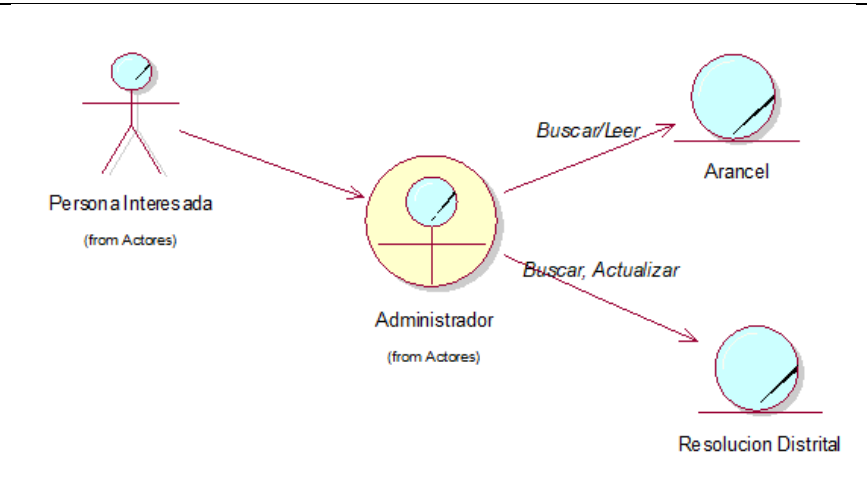 Buscar/Leer
Arancel
Persona Interesada
(from Actores)
Buscar, Actualizar
Administrador
(from Actores)
Resolucion Distrital